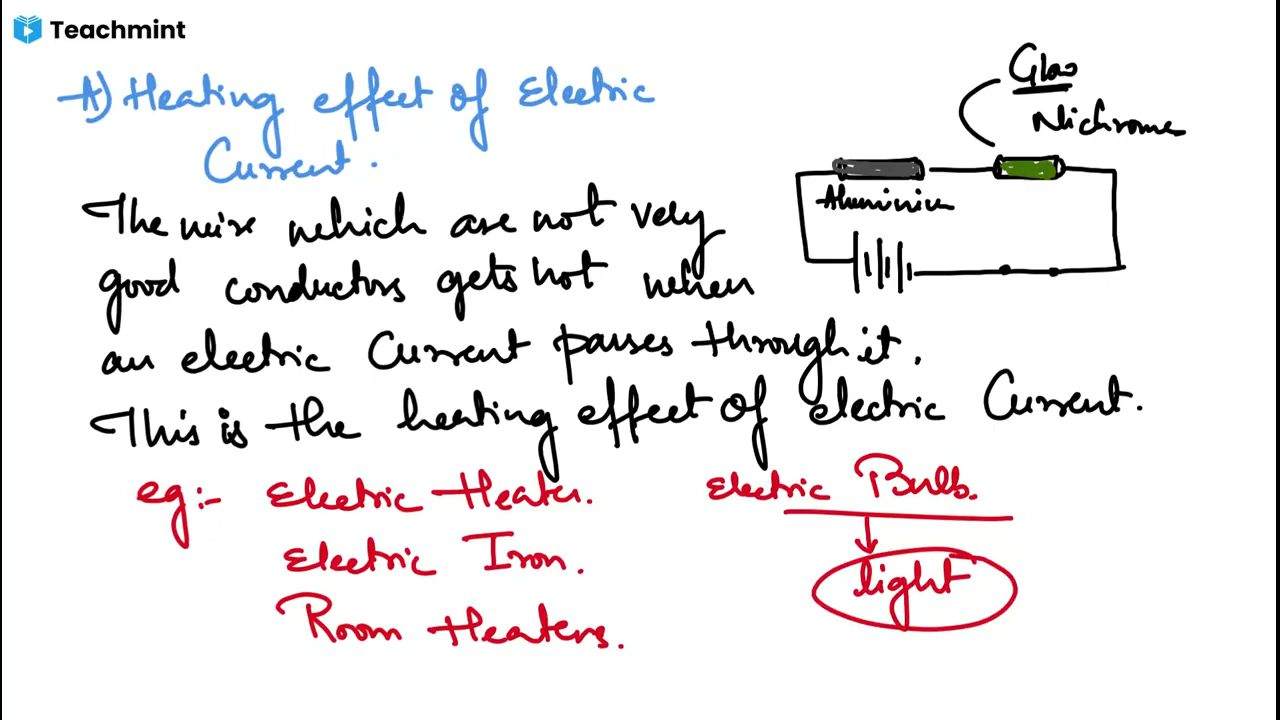 Teachmint
A) Heating effect of Electric
Current.
Glow
Nichrome
Aluminium
The wire which are not very
good conductors gets hot when
an electric Current passes through it.
This is the heating effect of electric Current.
eg:- Electric Heater.
Electric Iron.
Room Heaters.
Electric Bulb.
light